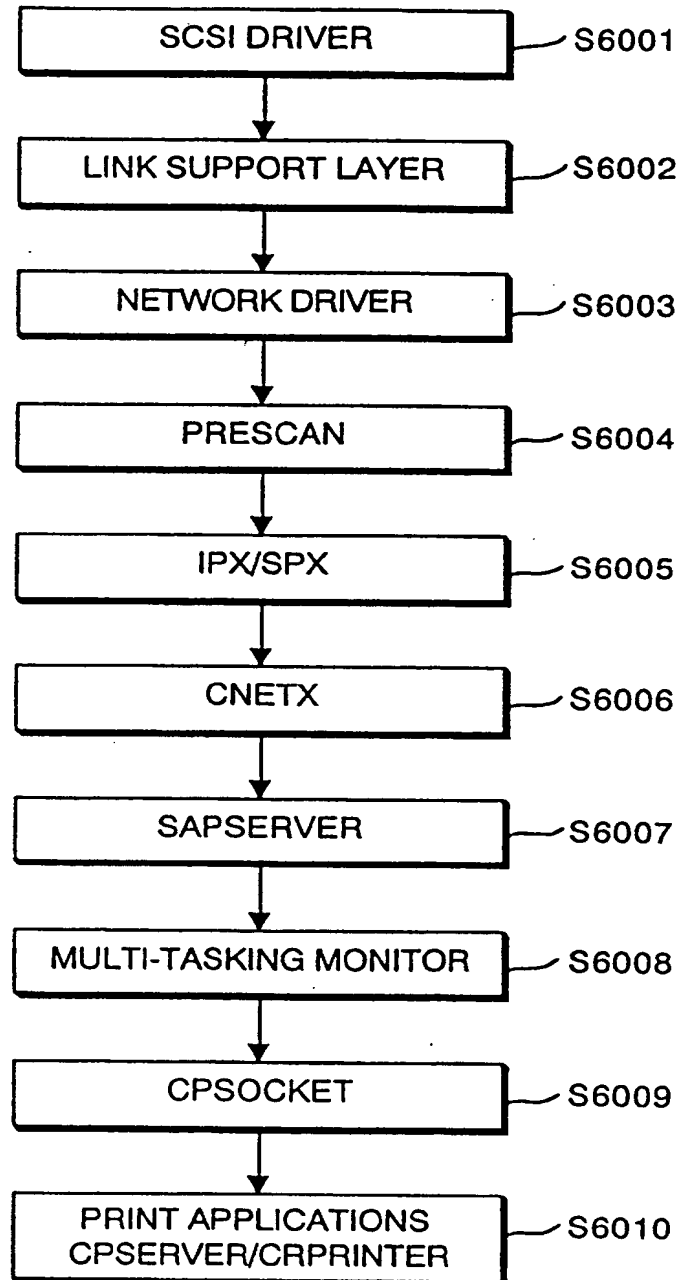 SCSI DRIVER S6001
LINK SUPPORT LAYER S6002
NETWORK DRIVER S6003
PRESCAN S6004
IPX/SPX S6005
CNETX S6006
SAPSERVER S6007
MULTI-TASKING MONITOR S6008
CPSOCKET S6009
PRINT APPLICATIONS
CPSERVER/CRPRINTER S6010